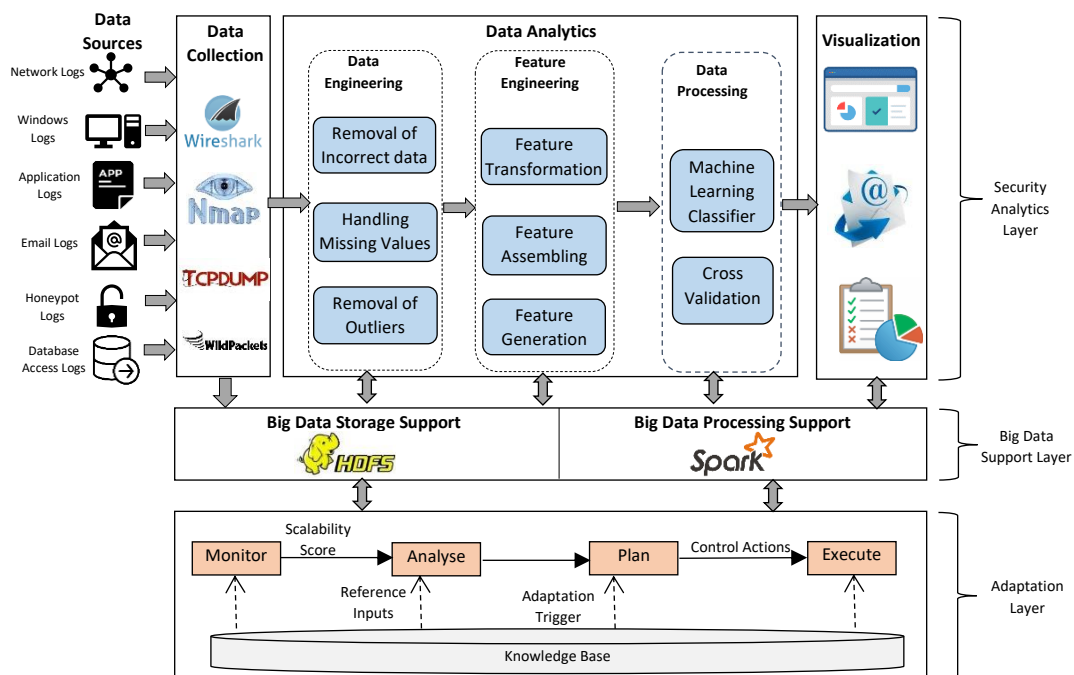 Data
Sources
Network Logs
Windows
Logs
Application
Logs
APP
Email Logs
@
Honeypot
Logs
Database
Access Logs
Data
Collection
Wireshark
Nmap
TCPDUMP
WildPackets
Data Analytics
Data
Engineering
Removal of
Incorrect data
Handling
Missing Values
Removal of
Outliers
Feature
Engineering
Feature
Transformation
Feature
Assembling
Feature
Generation
Data
Processing
Machine
Learning
Classifier
Cross
Validation
Visualization
@
Security
Analytics
Layer
Big Data Storage Support
HDFS
Big Data Processing Support
Spark
Big Data
Support Layer
Monitor
Scalability
Score
Analyse
Plan
Control Actions
Execute
Reference
Inputs
Adaptation
Trigger
Knowledge Base
Adaptation
Layer